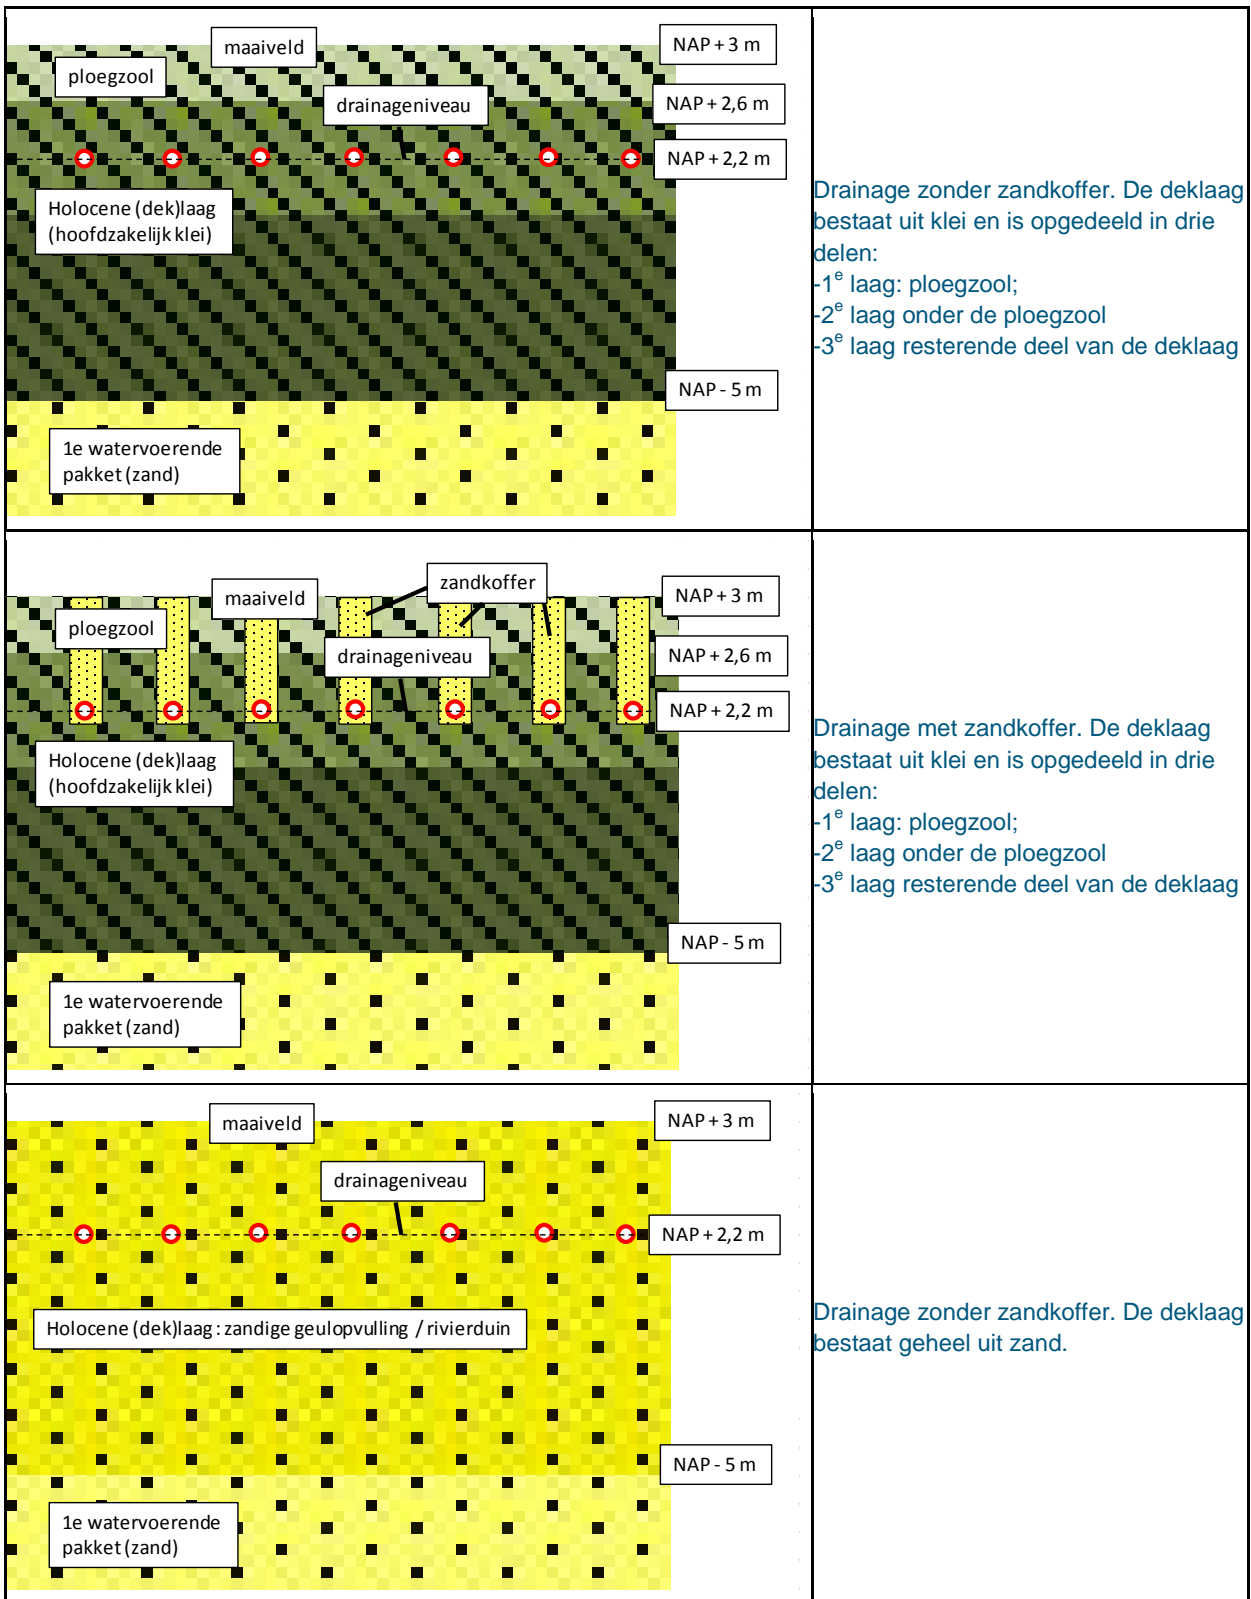 maaiveld
NAP + 3 m
ploegzool
NAP + 2,6 m
drainageniveau
NAP + 2,2 m
Holocene (dek)laag
(hoofdzakelijk klei)
NAP - 5 m
1e watervoerende
pakket (zand)
Drainage zonder zandkoffer. De deklaag
bestaat uit klei en is opgedeeld in drie
delen:
-1e laag: ploegzool;
-2e laag onder de ploegzool
-3e laag resterende deel van de deklaag
zandkoffer
maaiveld
NAP + 3 m
ploegzool
drainageniveau
NAP + 2,6 m
NAP + 2,2 m
Holocene (dek)laag
(hoofdzakelijk klei)
NAP - 5 m
1e watervoerende
pakket (zand)
Drainage met zandkoffer. De deklaag
bestaat uit klei en is opgedeeld in drie
delen:
-1e laag: ploegzool;
-2e laag onder de ploegzool
-3e laag resterende deel van de deklaag
maaiveld
NAP + 3 m
drainageniveau
NAP + 2,2 m
Holocene (dek)laag : zandige geulopvulling / rivierduin
NAP - 5 m
1e watervoerende
pakket (zand)
Drainage zonder zandkoffer. De deklaag
bestaat geheel uit zand.